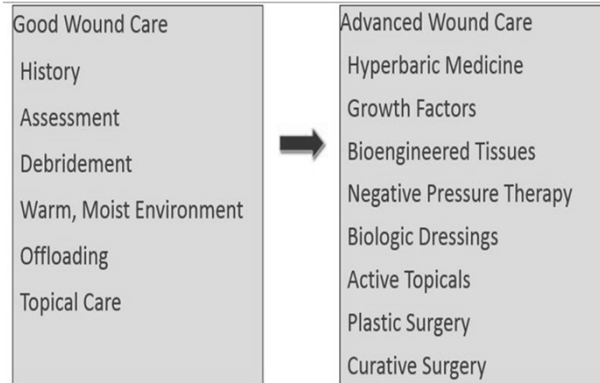 Good Wound Care
History
Assessment
Debridement
Warm, Moist Environment
Offloading
Topical Care
Advanced Wound Care
Hyperbaric Medicine
Growth Factors
Bioengineered Tissues
Negative Pressure Therapy
Biologic Dressings
Active Topicals
Plastic Surgery
Curative Surgery